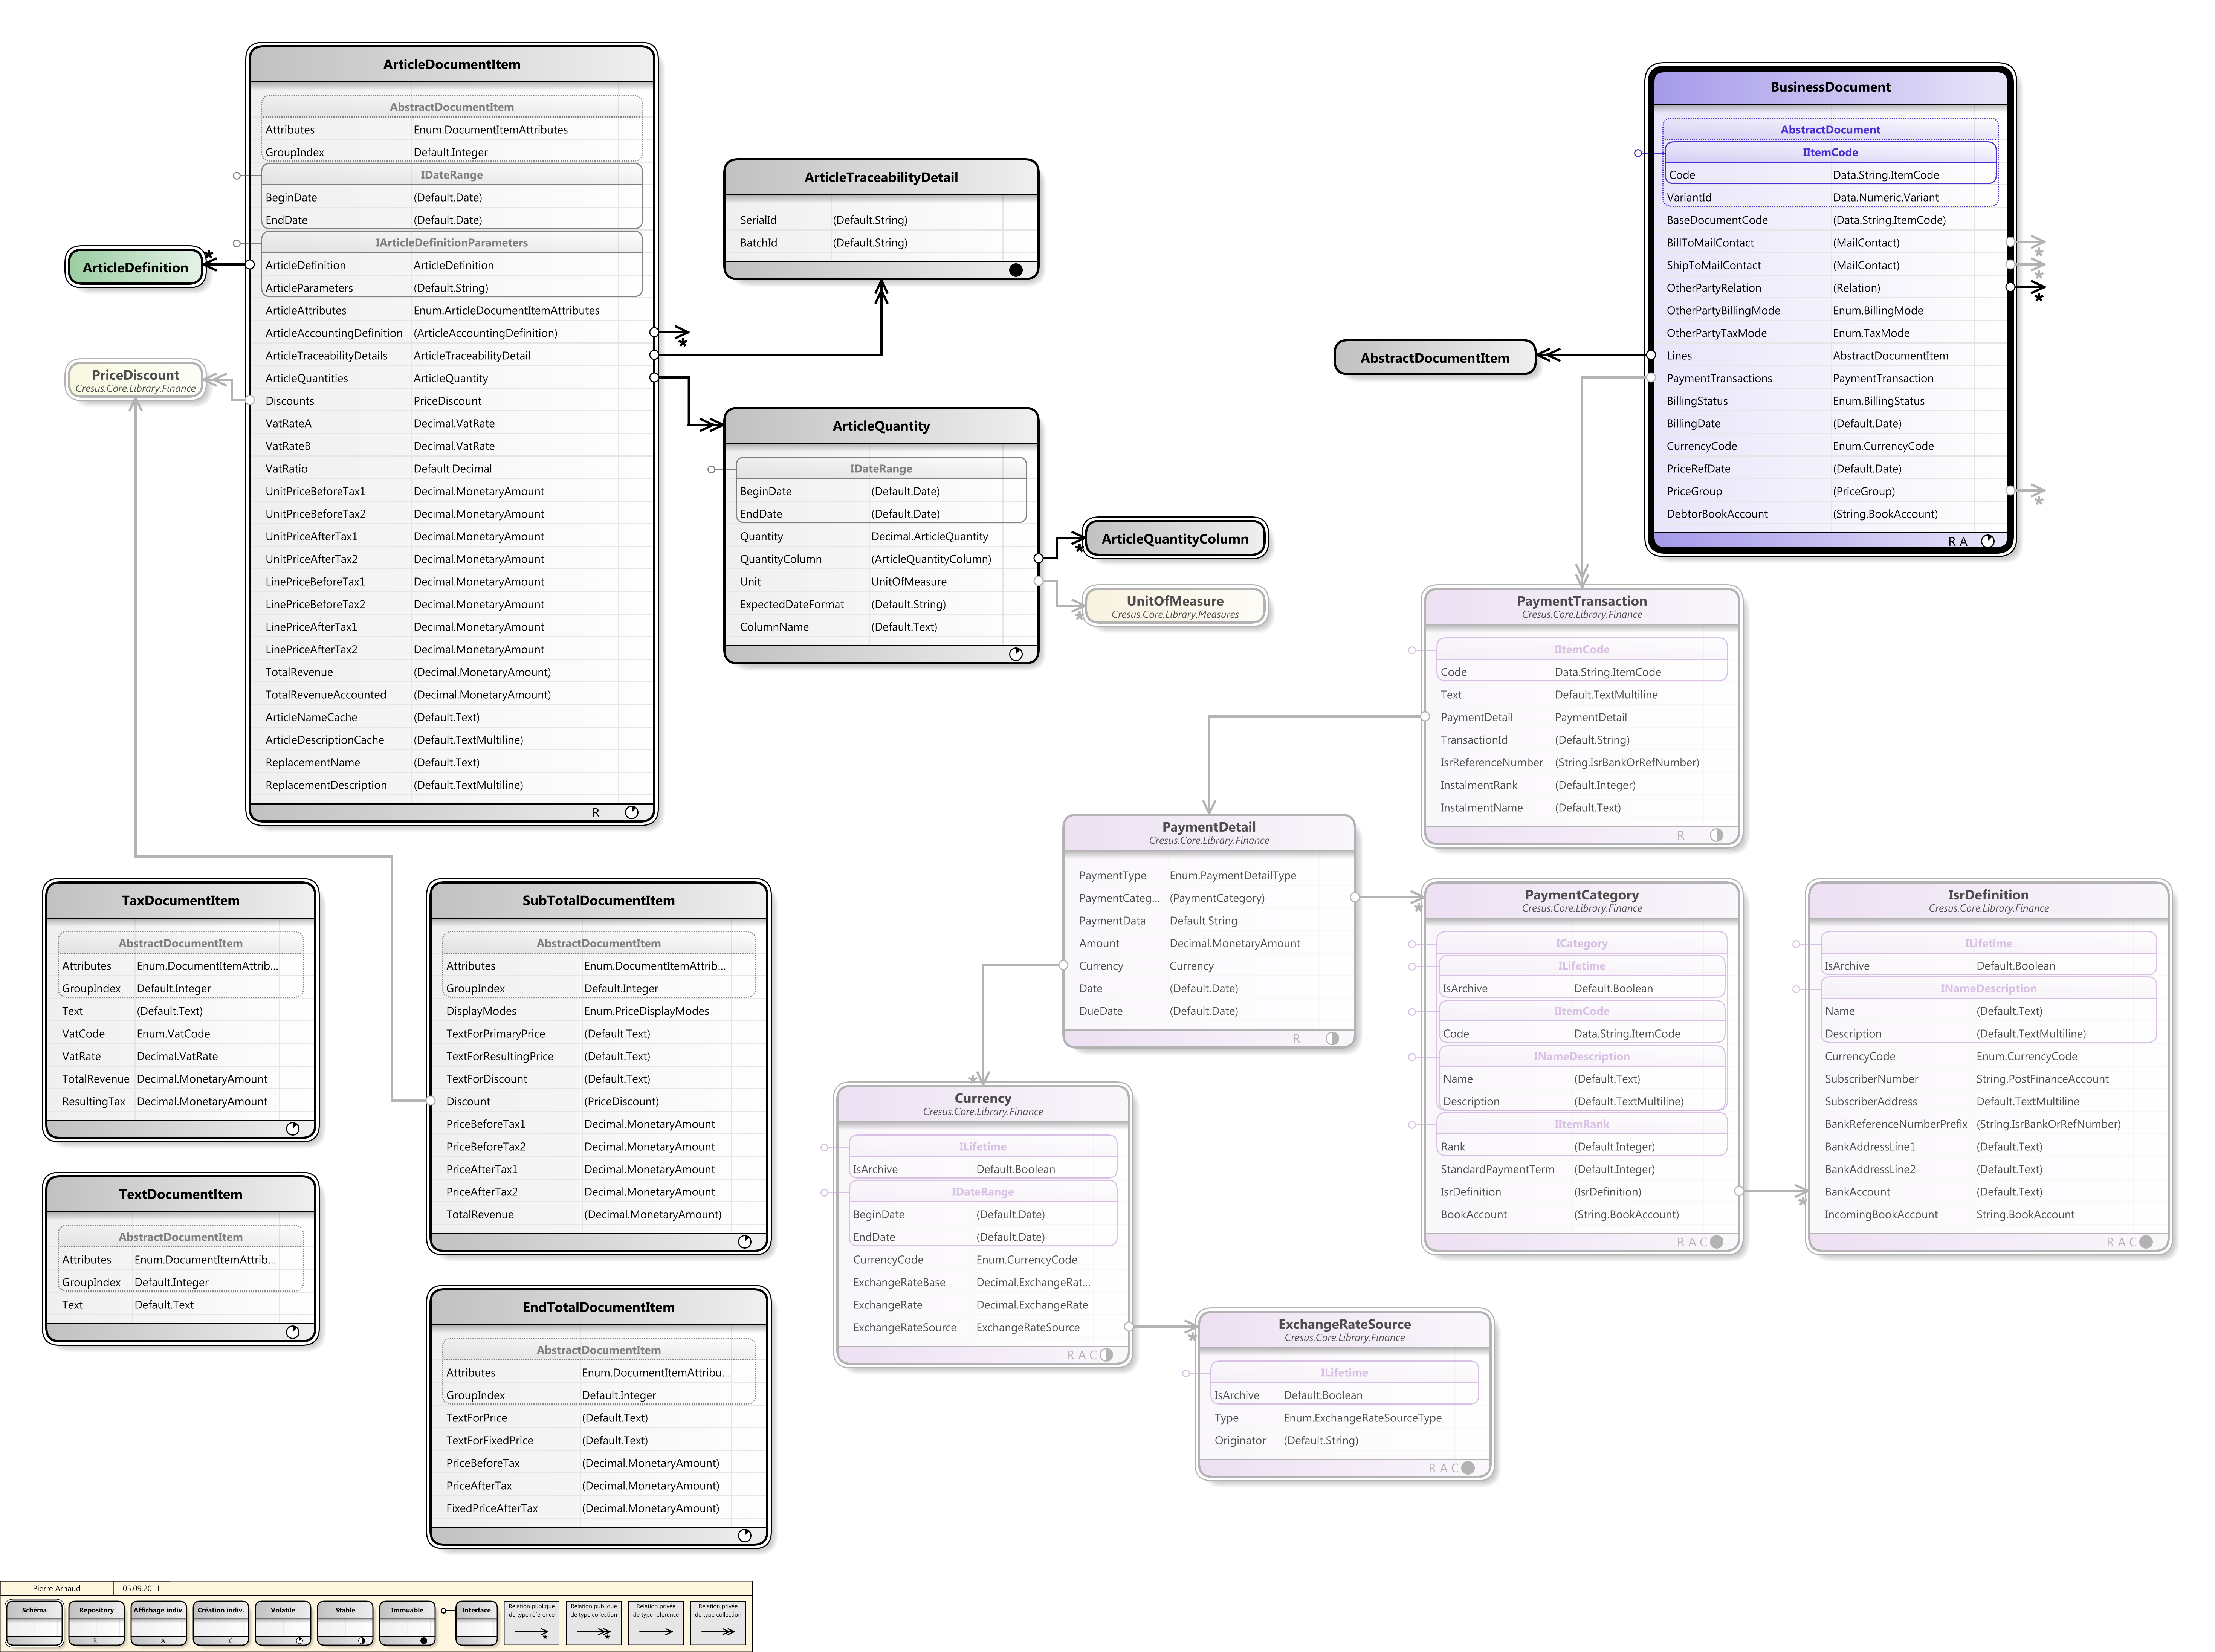 ArticleDocumentItem
AbstractDocumentItem
Attributes Enum.DocumentItemAttributes
GroupIndex Default.Integer
IDateRange
BeginDate (Default.Date)
EndDate (Default.Date)
IArticleDefinitionParameters
ArticleDefinition ArticleDefinition
ArticleParameters (Default.String)
ArticleAttributes Enum.ArticleDocumentItemAttributes
ArticleAccountingDefinition (ArticleAccountingDefinition)
*
ArticleTraceabilityDetails ArticleTraceabilityDetail
ArticleQuantities ArticleQuantity
Discounts PriceDiscount
VatRateA Decimal.VatRate
VatRateB Decimal.VatRate
VatRatio Default.Decimal
UnitPriceBeforeTax1 Decimal.MonetaryAmount
UnitPriceBeforeTax2 Decimal.MonetaryAmount
UnitPriceAfterTax1 Decimal.MonetaryAmount
UnitPriceAfterTax2 Decimal.MonetaryAmount
LinePriceBeforeTax1 Decimal.MonetaryAmount
LinePriceBeforeTax2 Decimal.MonetaryAmount
LinePriceAfterTax1 Decimal.MonetaryAmount
LinePriceAfterTax2 Decimal.MonetaryAmount
TotalRevenue (Decimal.MonetaryAmount)
TotalRevenueAccounted (Decimal.MonetaryAmount)
ArticleNameCache (Default.Text)
ArticleDescriptionCache (Default.TextMultiline)
ReplacementName (Default.Text)
ReplacementDescription (Default.TextMultiline)
R
ArticleDefinition
*
PriceDiscount
Cresus.Core.Library.Finance
ArticleTraceabilityDetail
SerialId (Default.String)
BatchId (Default.String)
ArticleQuantity
IDateRange
BeginDate (Default.Date)
EndDate (Default.Date)
Quantity Decimal.ArticleQuantity
QuantityColumn (ArticleQuantityColumn)
Unit UnitOfMeasure
ExpectedDateFormat (Default.String)
ColumnName (Default.Text)
*
ArticleQuantityColumn
*
UnitOfMeasure
Cresus.Core.Library.Measures
AbstractDocumentItem
BusinessDocument
AbstractDocument
IItemCode
Code Data.String.ItemCode
VariantId Data.Numeric.Variant
BaseDocumentCode (Data.String.ItemCode)
BillToMailContact (MailContact)
*
ShipToMailContact (MailContact)
*
OtherPartyRelation (Relation)
*
OtherPartyBillingMode Enum.BillingMode
OtherPartyTaxMode Enum.TaxMode
Lines AbstractDocumentItem
PaymentTransactions PaymentTransaction
BillingStatus Enum.BillingStatus
BillingDate (Default.Date)
CurrencyCode Enum.CurrencyCode
PriceRefDate (Default.Date)
PriceGroup (PriceGroup)
*
DebtorBookAccount (String.BookAccount)
R A
PaymentTransaction
Cresus.Core.Library.Finance
IItemCode
Code Data.String.ItemCode
Text Default.TextMultiline
PaymentDetail PaymentDetail
TransactionId (Default.String)
IsrReferenceNumber (String.IsrBankOrRefNumber)
InstalmentRank (Default.Integer)
InstalmentName (Default.Text)
R
PaymentDetail
Cresus.Core.Library.Finance
PaymentType Enum.PaymentDetailType
PaymentCateg... (PaymentCategory)
PaymentData Default.String
Amount Decimal.MonetaryAmount
Currency Currency
Date (Default.Date)
DueDate (Default.Date)
R
*
PaymentCategory
Cresus.Core.Library.Finance
ICategory
ILifetime
IsArchive Default.Boolean
IItemCode
Code Data.String.ItemCode
INameDescription
Name (Default.Text)
Description (Default.TextMultiline)
IItemRank
Rank (Default.Integer)
StandardPaymentTerm (Default.Integer)
IsrDefinition (IsrDefinition)
BookAccount (String.BookAccount)
R A C
*
IsrDefinition
Cresus.Core.Library.Finance
ILifetime
IsArchive Default.Boolean
INameDescription
Name (Default.Text)
Description (Default.TextMultiline)
CurrencyCode Enum.CurrencyCode
SubscriberNumber String.PostFinanceAccount
SubscriberAddress Default.TextMultiline
BankReferenceNumberPrefix (String.IsrBankOrRefNumber)
BankAddressLine1 (Default.Text)
BankAddressLine2 (Default.Text)
BankAccount (Default.Text)
IncomingBookAccount String.BookAccount
R A C
TaxDocumentItem
AbstractDocumentItem
Attributes Enum.DocumentItemAttrib...
GroupIndex Default.Integer
Text (Default.Text)
VatCode Enum.VatCode
VatRate Decimal.VatRate
TotalRevenue Decimal.MonetaryAmount
ResultingTax Decimal.MonetaryAmount
TextDocumentItem
AbstractDocumentItem
Attributes Enum.DocumentItemAttrib...
GroupIndex Default.Integer
Text Default.Text
SubTotalDocumentItem
AbstractDocumentItem
Attributes Enum.DocumentItemAttrib...
GroupIndex Default.Integer
DisplayModes Enum.PriceDisplayModes
TextForPrimaryPrice (Default.Text)
TextForResultingPrice (Default.Text)
TextForDiscount (Default.Text)
Discount (PriceDiscount)
PriceBeforeTax1 Decimal.MonetaryAmount
PriceBeforeTax2 Decimal.MonetaryAmount
PriceAfterTax1 Decimal.MonetaryAmount
PriceAfterTax2 Decimal.MonetaryAmount
TotalRevenue (Decimal.MonetaryAmount)
EndTotalDocumentItem
AbstractDocumentItem
Attributes Enum.DocumentItemAttribu...
GroupIndex Default.Integer
TextForPrice (Default.Text)
TextForFixedPrice (Default.Text)
PriceBeforeTax (Decimal.MonetaryAmount)
PriceAfterTax (Decimal.MonetaryAmount)
FixedPriceAfterTax (Decimal.MonetaryAmount)
*
Currency
Cresus.Core.Library.Finance
ILifetime
IsArchive Default.Boolean
IDateRange
BeginDate (Default.Date)
EndDate (Default.Date)
CurrencyCode Enum.CurrencyCode
ExchangeRateBase Decimal.ExchangeRat...
ExchangeRate Decimal.ExchangeRate
ExchangeRateSource ExchangeRateSource
R A C
*
ExchangeRateSource
Cresus.Core.Library.Finance
ILifetime
IsArchive Default.Boolean
Type Enum.ExchangeRateSourceType
Originator (Default.String)
R A C
Pierre Arnaud 05.09.2011
Schéma
Repository
R
Affichage indiv.
A
Création indiv.
C
Volatile
Stable
Immuable
Interface
Relation publique
de type référence
*
Relation publique
de type collection
*
Relation privée
de type référence
Relation privée
de type collection